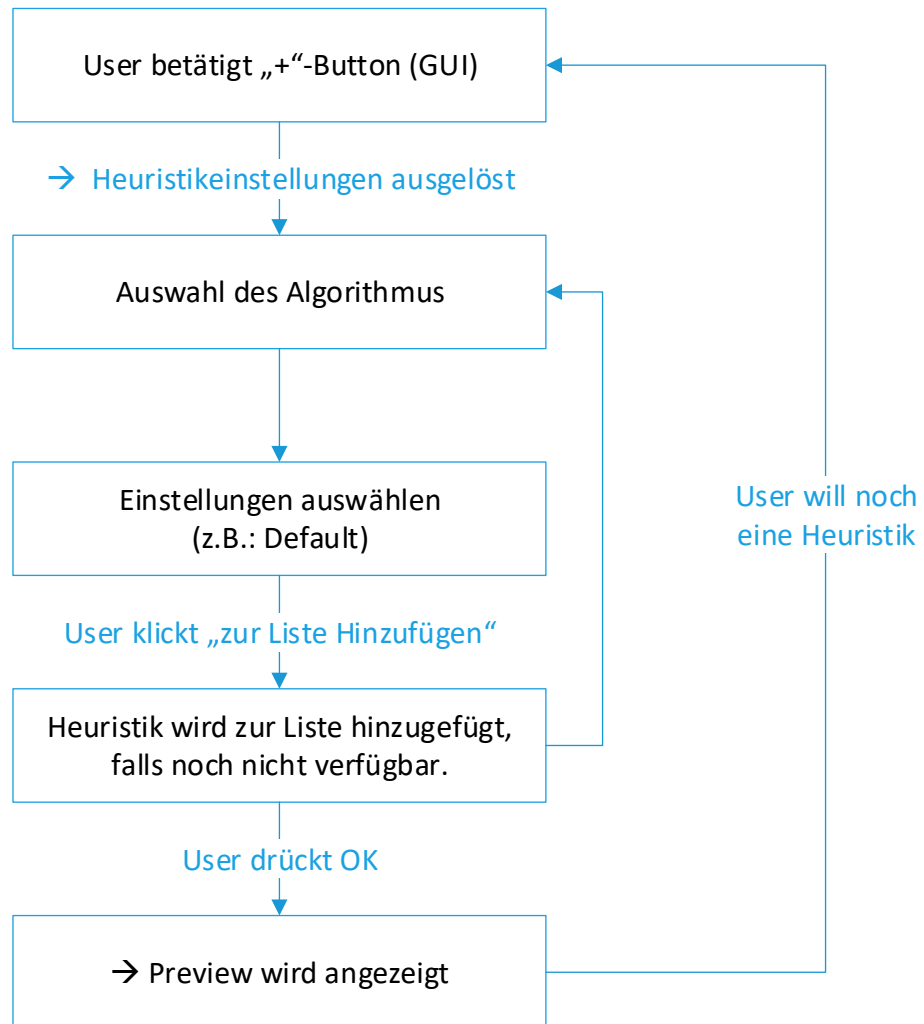 User betätigt „+“-Button (GUI)
→ Heuristikeinstellungen ausgelöst
Auswahl des Algorithmus
Einstellungen auswählen
(z.B.: Default)
User will noch
eine Heuristik
User klickt „zur Liste Hinzufügen“
Heuristik wird zur Liste hinzugefügt,
falls noch nicht verfügbar.
User drückt OK
→ Preview wird angezeigt